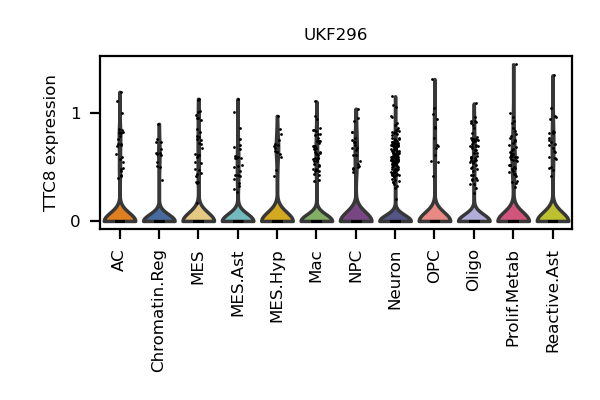 UKF296
TTC8 expression
1
0
AC
Chromatin.Reg
MES
MES.Ast
MES.Hyp
Mac
NPC
Neuron
OPC
Oligo
Prolif.Metab
Reactive.Ast